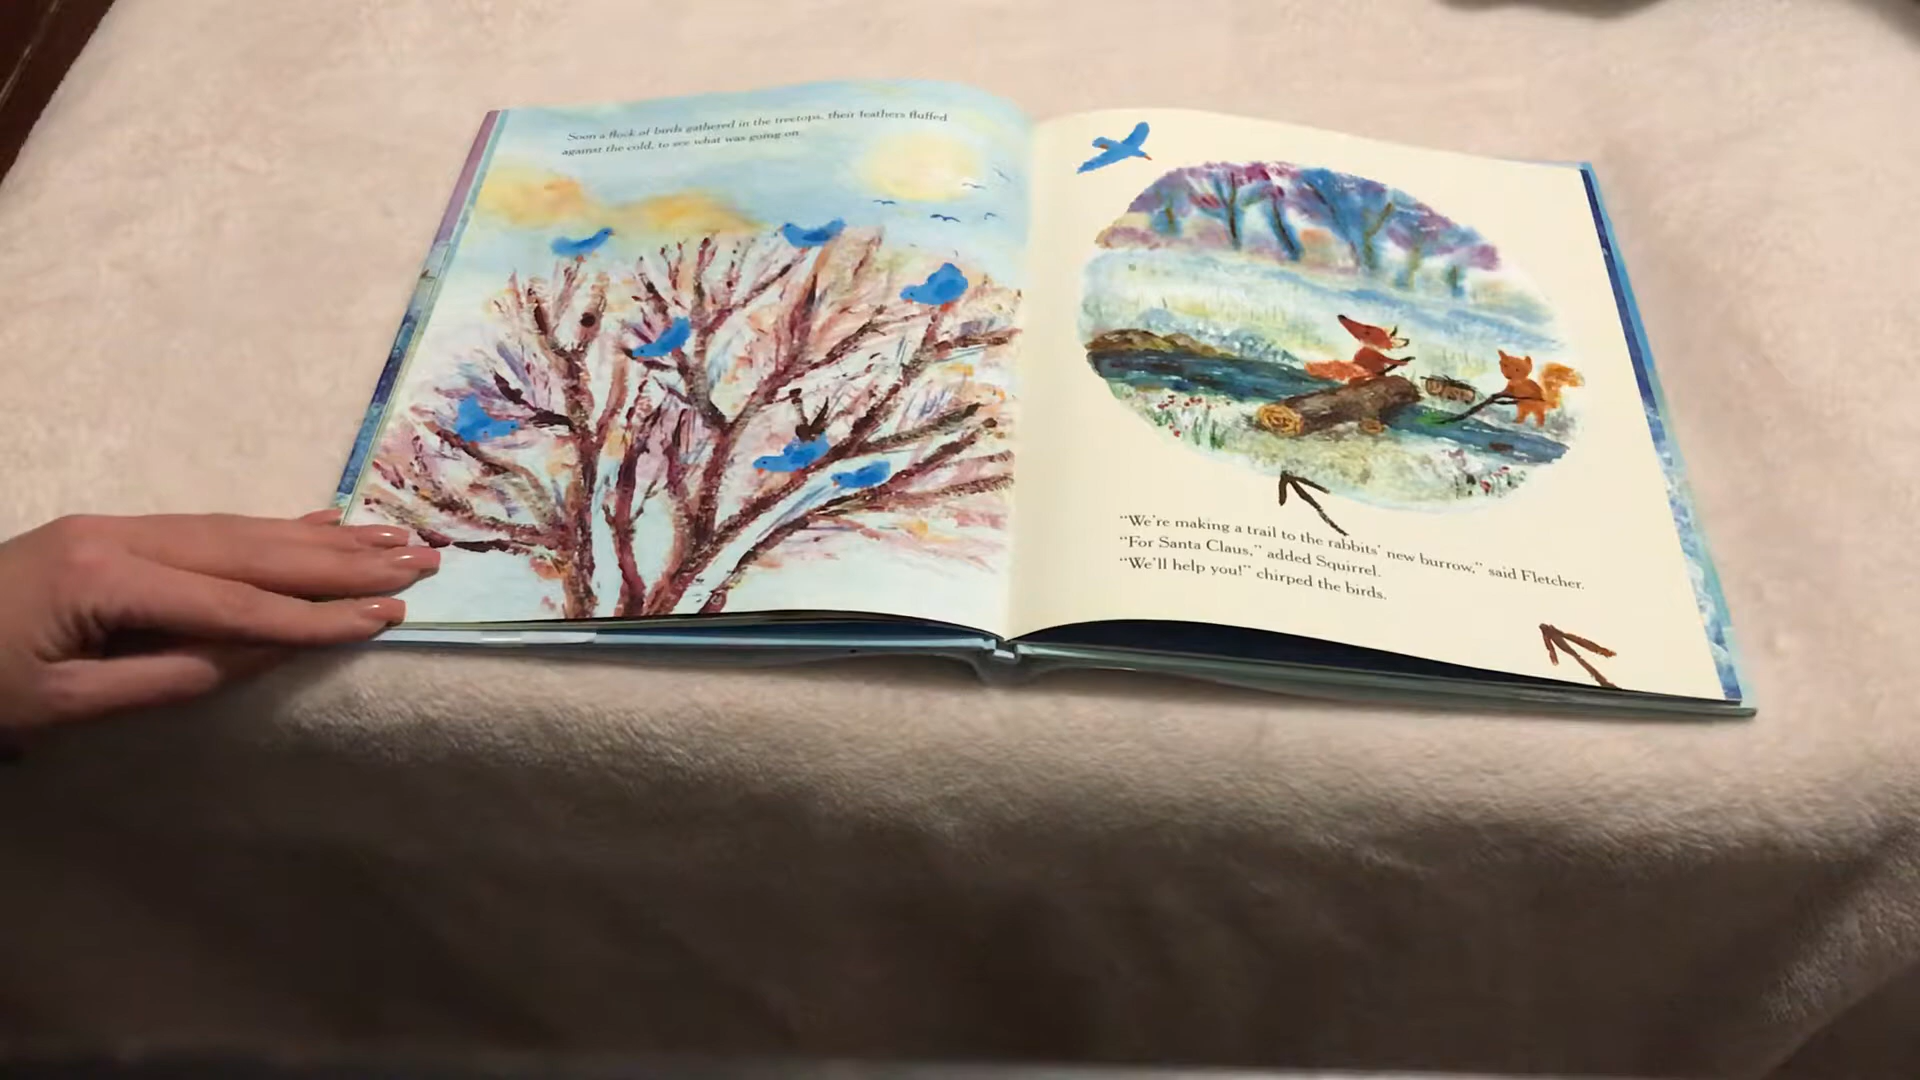 Soon a flock of birds gathered in the treetops, their feathers fluffed
against the cold, to see what was going on.
“We’re making a trail to the rabbits’ new burrow,” said Fletcher.
“For Santa Claus,” added Squirrel.
“We’ll help you!” chirped the birds.